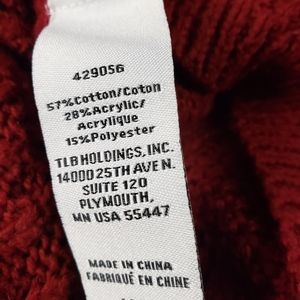 429056
57%Cotton/Coton
28%Acrylic/
Acrylique
15%Polyester
TLB HOLDINGS, INC.
14000 25TH AVE N.
SUITE 120
PLYMOUTH,
MN USA 55447
MADE IN CHINA
FABRIQUÉ EN CHINE